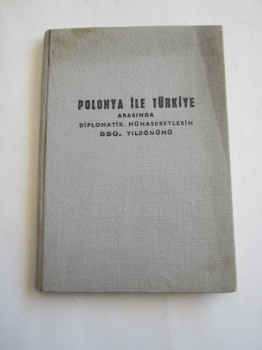 POLONYA İLE TÜRKİYE
ARASINDA
DİPLOMATİK MÜNASEBETLERİN
550. YILDÖNÜMÜ